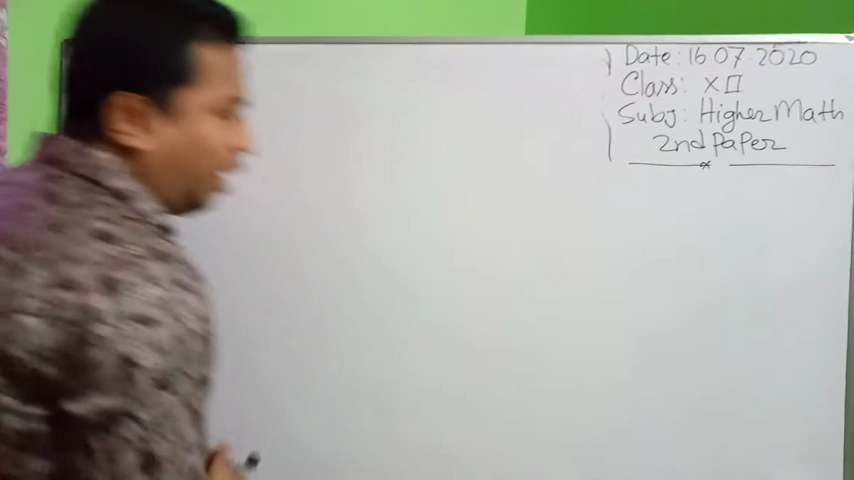 Date: 16.07.2020
Class: XII
Subj: Higher Math
2nd Paper